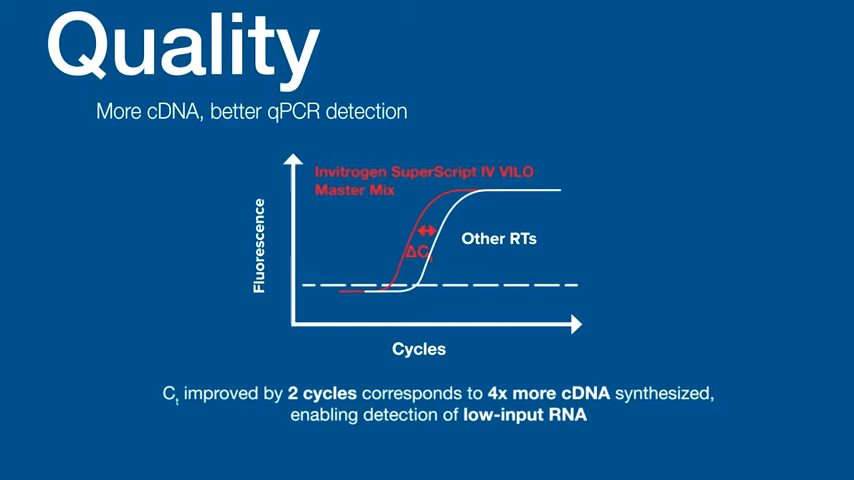 Quality
More cDNA, better qPCR detection
Invitrogen SuperScript IV VILO
Master Mix
Fluorescence
ΔCt
Other RTs
Cycles
Ct improved by 2 cycles corresponds to 4x more cDNA synthesized,
enabling detection of low-input RNA